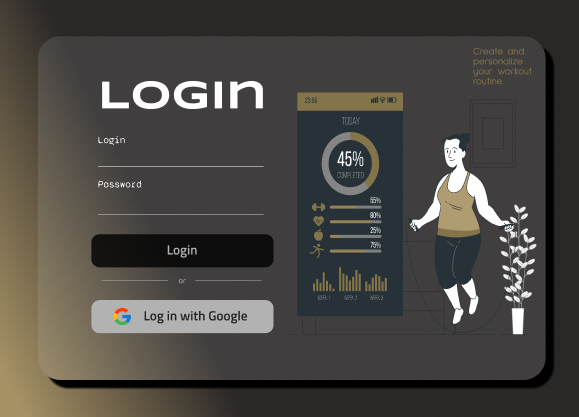 LOGIN
Login
Possword
Login
or
Log in with Google
Create and
personalize
your workout
routine.
23:50
TODAY
45%
COMPLETED
55%
80%
25%
75%
WEEK 1 WEEK 2 WEEK 3